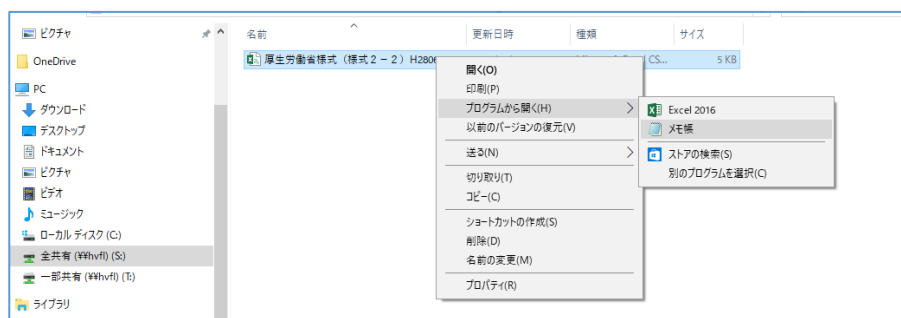 ピクチャ
OneDrive
PC
ダウンロード
デスクトップ
ドキュメント
ピクチャ
ビデオ
ミュージック
ローカル ディスク (C:)
全共有 (¥¥hvfl) (S:)
一部共有 (¥¥hvfl) (T:)
ライブラリ
名前 更新日時 種類 サイズ
厚生労働省様式（様式２－２）H2806 CS... 5 KB
開く(O)
印刷(P)
プログラムから開く(H)
以前のバージョンの復元(V)
送る(N)
切り取り(T)
コピー(C)
ショートカットの作成(S)
削除(D)
名前の変更(M)
プロパティ(R)
Excel 2016
メモ帳
ストアの検索(S)
別のプログラムを選択(C)